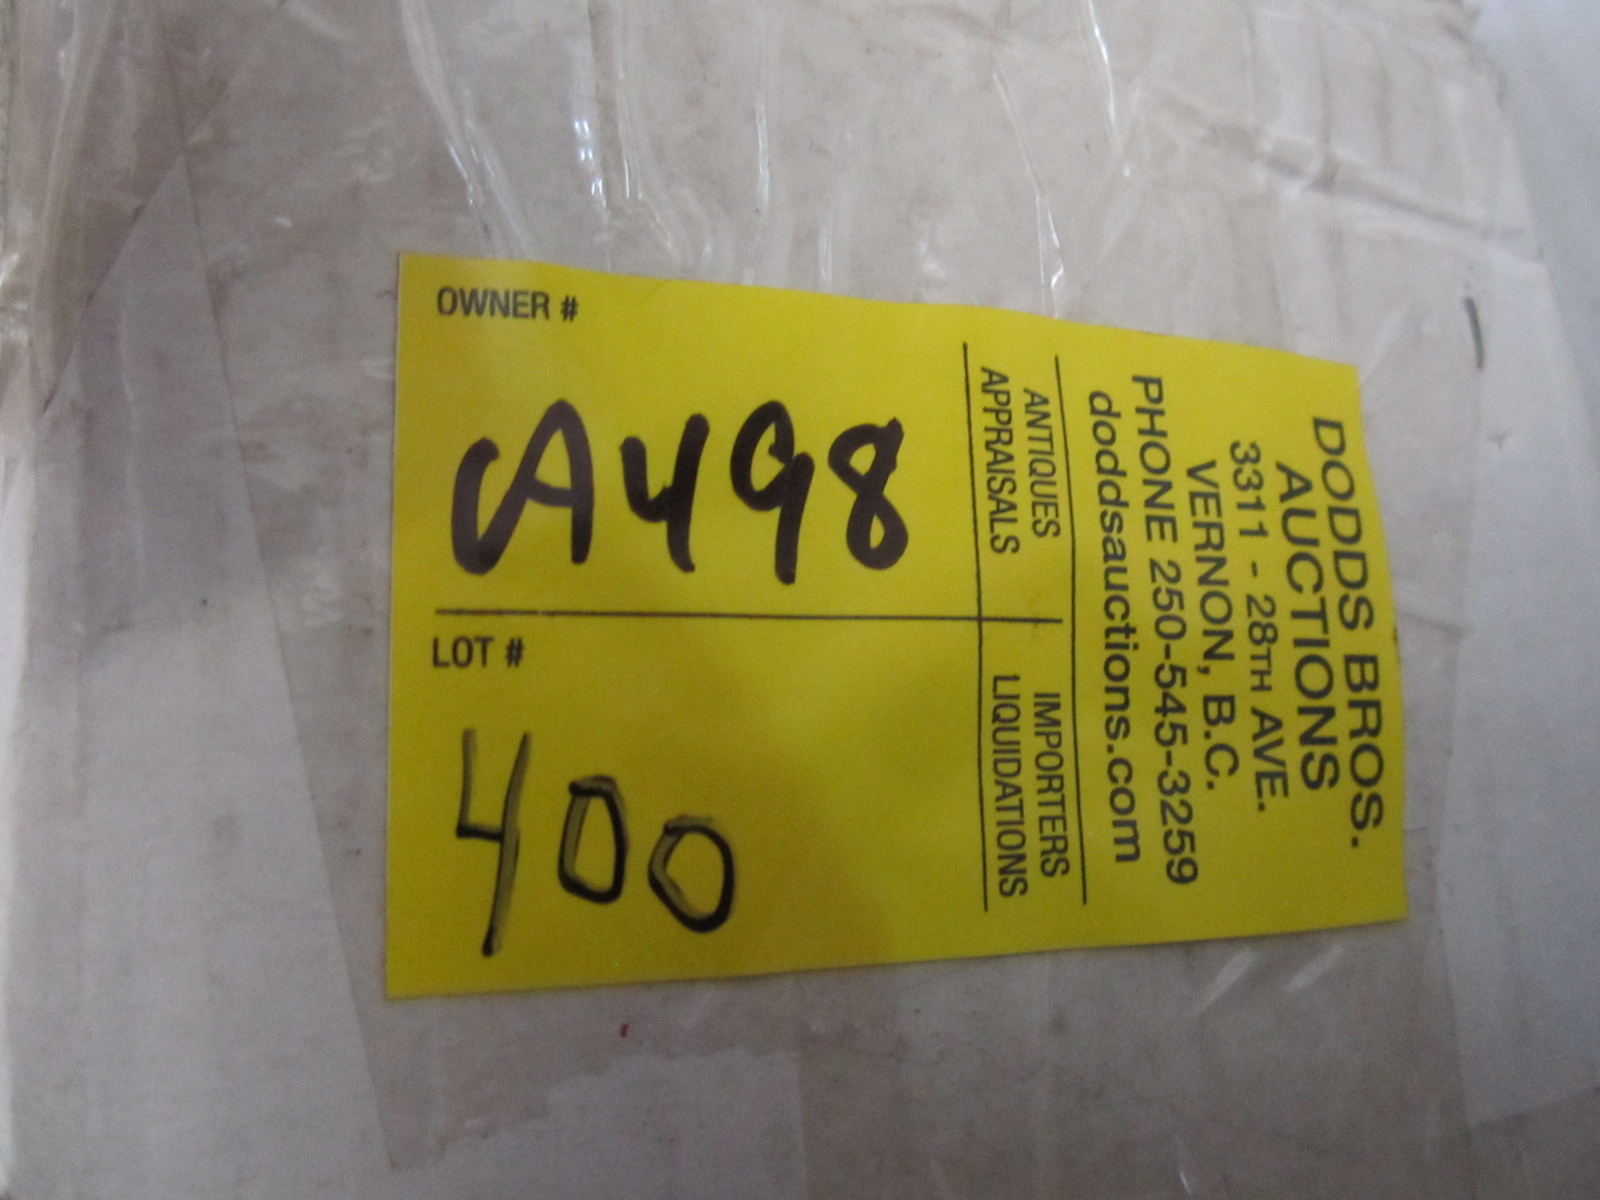 OWNER #
A498
LOT #
400
DODDS BROS.
AUCTIONS
3311 - 28TH AVE.
VERNON, B.C.
PHONE 250-545-3259
doddsauctions.com
ANTIQUES
APPRAISALS
IMPORTERS
LIQUIDATIONS